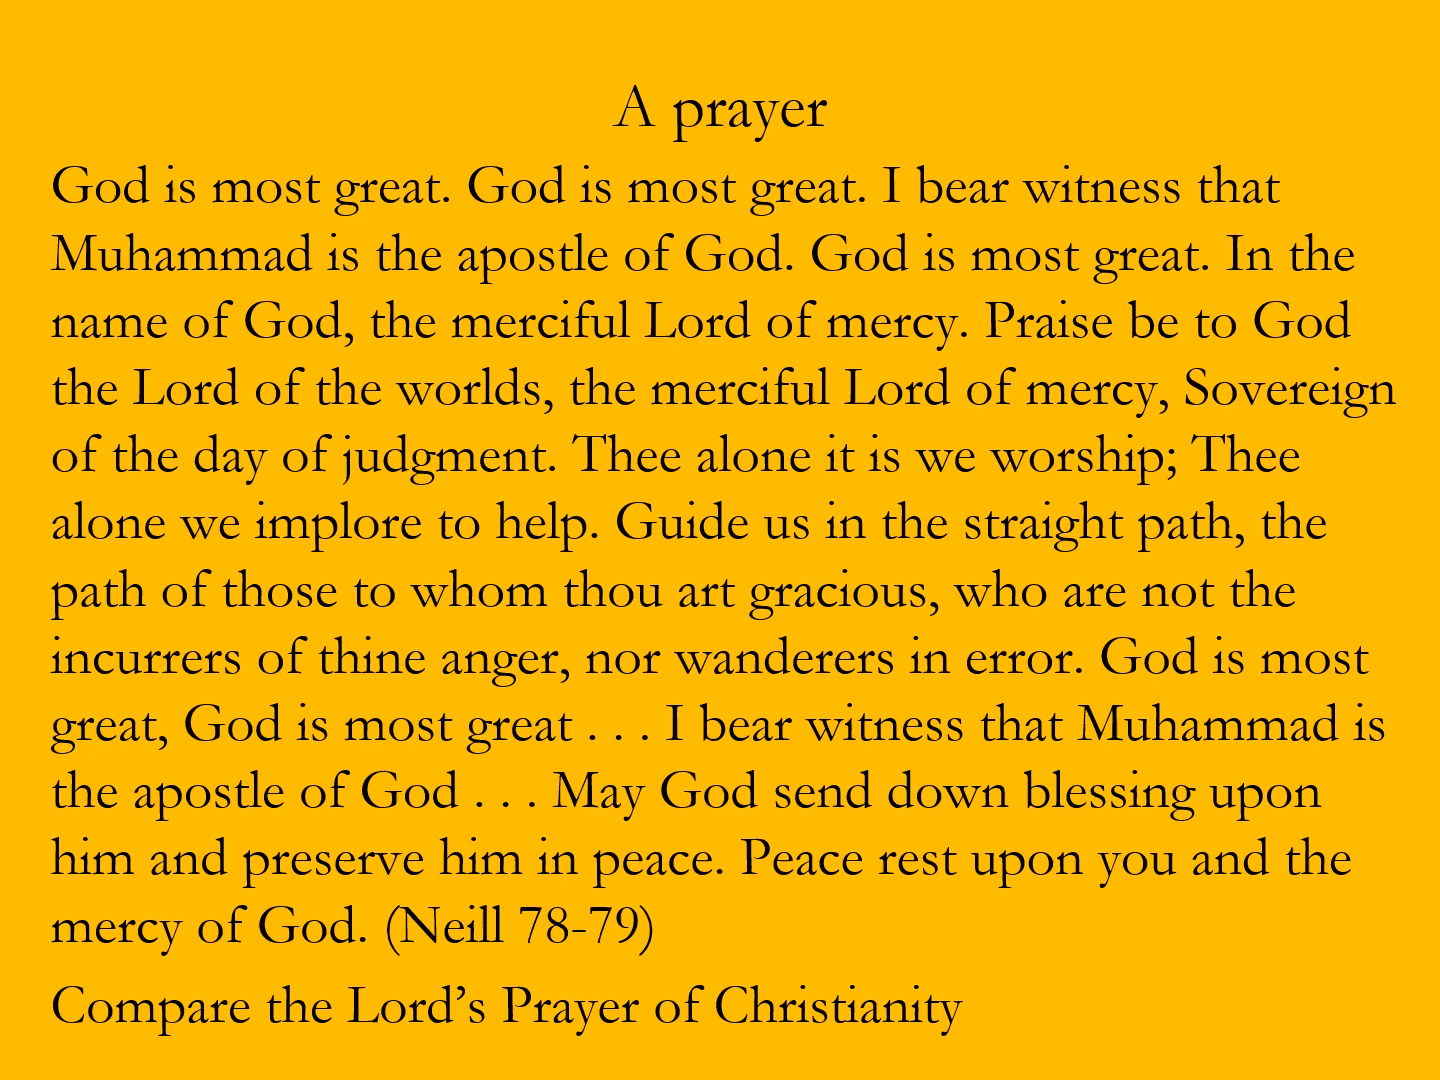 A prayer
God is most great. God is most great. I bear witness that
Muhammad is the apostle of God. God is most great. In the
name of God, the merciful Lord of mercy. Praise be to God
the Lord of the worlds, the merciful Lord of mercy, Sovereign
of the day of judgment. Thee alone it is we worship; Thee
alone we implore to help. Guide us in the straight path, the
path of those to whom thou art gracious, who are not the
incurrers of thine anger, nor wanderers in error. God is most
great, God is most great . . . I bear witness that Muhammad is
the apostle of God . . . May God send down blessing upon
him and preserve him in peace. Peace rest upon you and the
mercy of God. (Neill 78-79)
Compare the Lord’s Prayer of Christianity